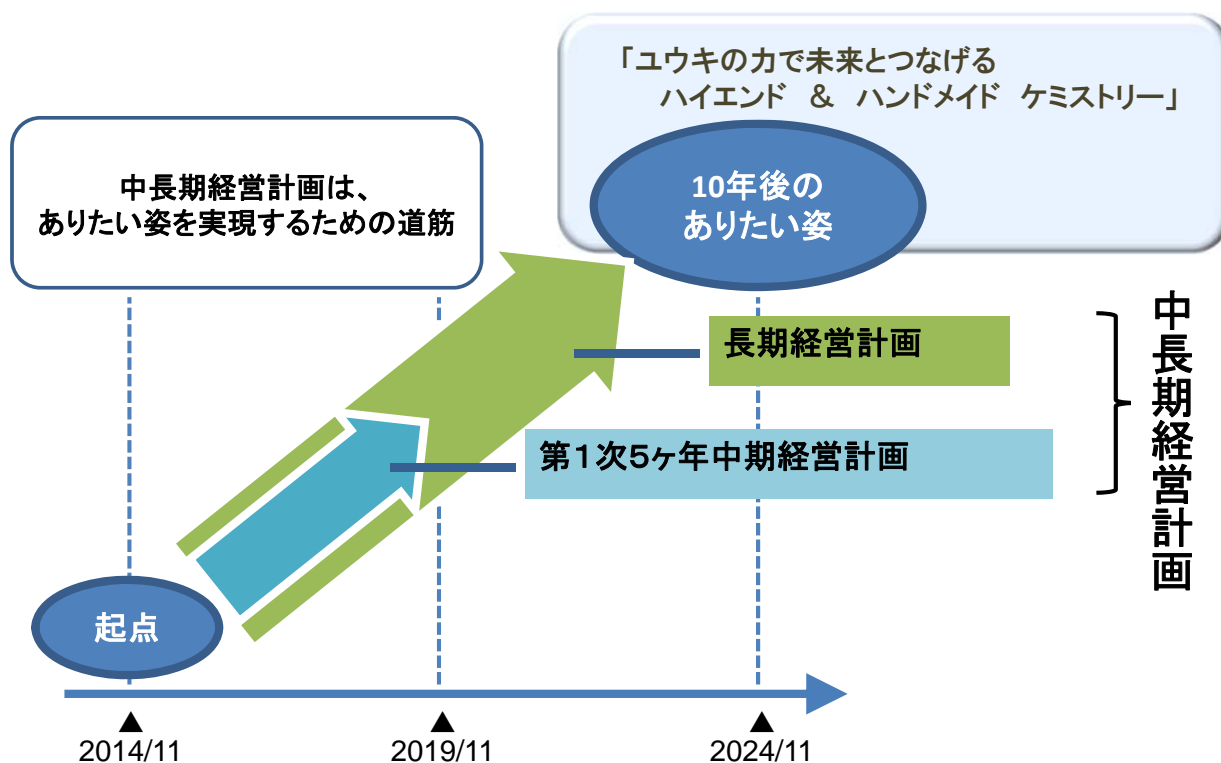 「ユウキの力で未来とつなげる
ハイエンド ＆ ハンドメイド ケミストリー」
中長期経営計画は、
ありたい姿を実現するための道筋
10年後の
ありたい姿
長期経営計画
第１次５ヶ年中期経営計画
中長期経営計画
起点
▲ ▲ ▲
2014/11 2019/11 2024/11